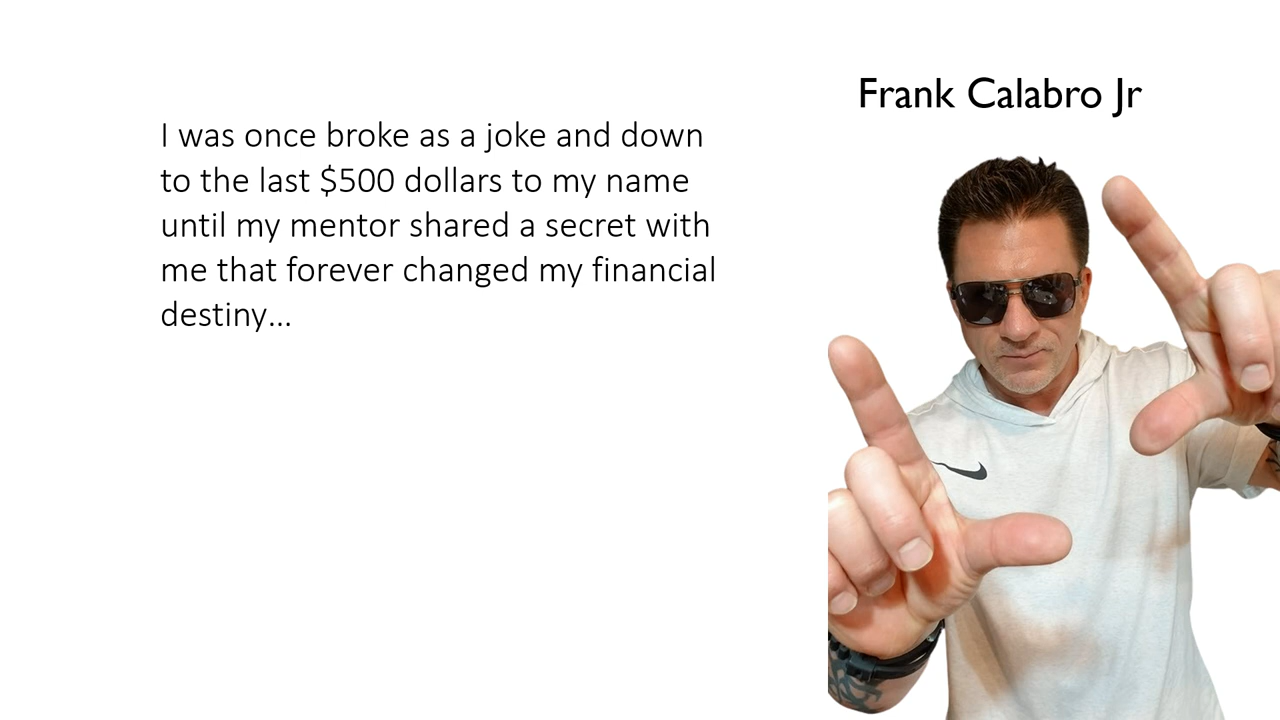 Frank Calabro Jr
I was once broke as a joke and down
to the last $500 dollars to my name
until my mentor shared a secret with
me that forever changed my financial
destiny...